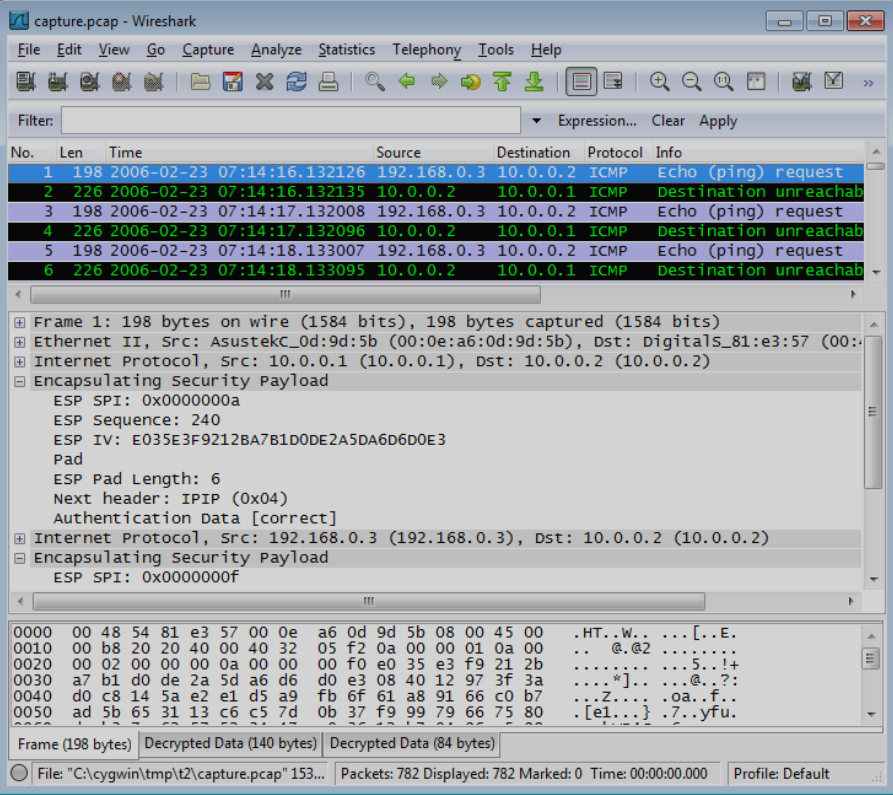 capture.pcap - Wireshark
File Edit View Go Capture Analyze Statistics Telephony Tools Help
Filter: Expression... Clear Apply
No. Len Time Source Destination Protocol Info
1 198 2006-02-23 07:14:16.132126 192.168.0.3 10.0.0.2 ICMP Echo (ping) request
2 226 2006-02-23 07:14:16.132135 10.0.0.2 10.0.0.1 ICMP Destination unreachab
3 198 2006-02-23 07:14:17.132008 192.168.0.3 10.0.0.2 ICMP Echo (ping) request
4 226 2006-02-23 07:14:17.132096 10.0.0.2 10.0.0.1 ICMP Destination unreachab
5 198 2006-02-23 07:14:18.133007 192.168.0.3 10.0.0.2 ICMP Echo (ping) request
6 226 2006-02-23 07:14:18.133095 10.0.0.2 10.0.0.1 ICMP Destination unreachab
Frame 1: 198 bytes on wire (1584 bits), 198 bytes captured (1584 bits)
Ethernet II, Src: AsustekC_0d:9d:5b (00:0e:a6:0d:9d:5b), Dst: DigitalS_81:e3:57 (00:
Internet Protocol, Src: 10.0.0.1 (10.0.0.1), Dst: 10.0.0.2 (10.0.0.2)
Encapsulating Security Payload
ESP SPI: 0x0000000a
ESP Sequence: 240
ESP IV: E035E3F9212BA7B1D0DE2A5DA6D6D0E3
Pad
ESP Pad Length: 6
Next header: IPIP (0x04)
Authentication Data [correct]
Internet Protocol, Src: 192.168.0.3 (192.168.0.3), Dst: 10.0.0.2 (10.0.0.2)
Encapsulating Security Payload
ESP SPI: 0x0000000f
0000 00 48 54 81 e3 57 00 0e a6 0d 9d 5b 08 00 45 00 .HT..W.. ...[..E.
0010 00 b8 20 20 40 00 40 32 05 f2 0a 00 00 01 0a 00 ..  @.@2 ........
0020 00 02 00 00 00 0a 00 00 00 f0 e0 35 e3 f9 21 2b ........ ...5..!+
0030 a7 b1 d0 de 2a 5d a6 d6 d0 e3 08 40 12 97 3f 3a ....*].. ...@..?:
0040 d0 c8 14 5a e2 e1 d5 a9 fb 6f 61 a8 91 66 c0 b7 ...Z.... .oa..f..
0050 ad 5b 65 31 13 c6 c5 7d 0b 37 f9 99 79 66 75 80 .[e1...} .7..yfu.
Frame (198 bytes) Decrypted Data (140 bytes) Decrypted Data (84 bytes)
File: "C:\cygwin\tmp\t2\capture.pcap" 153... Packets: 782 Displayed: 782 Marked: 0 Time: 00:00:00.000 Profile: Default